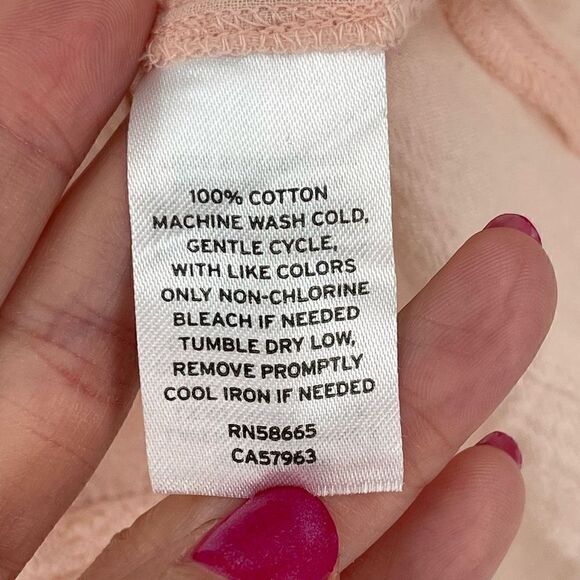 100% COTTON
MACHINE WASH COLD,
GENTLE CYCLE,
WITH LIKE COLORS
ONLY NON-CHLORINE
BLEACH IF NEEDED
TUMBLE DRY LOW,
REMOVE PROMPTLY
COOL IRON IF NEEDED
RN58665
CA57963